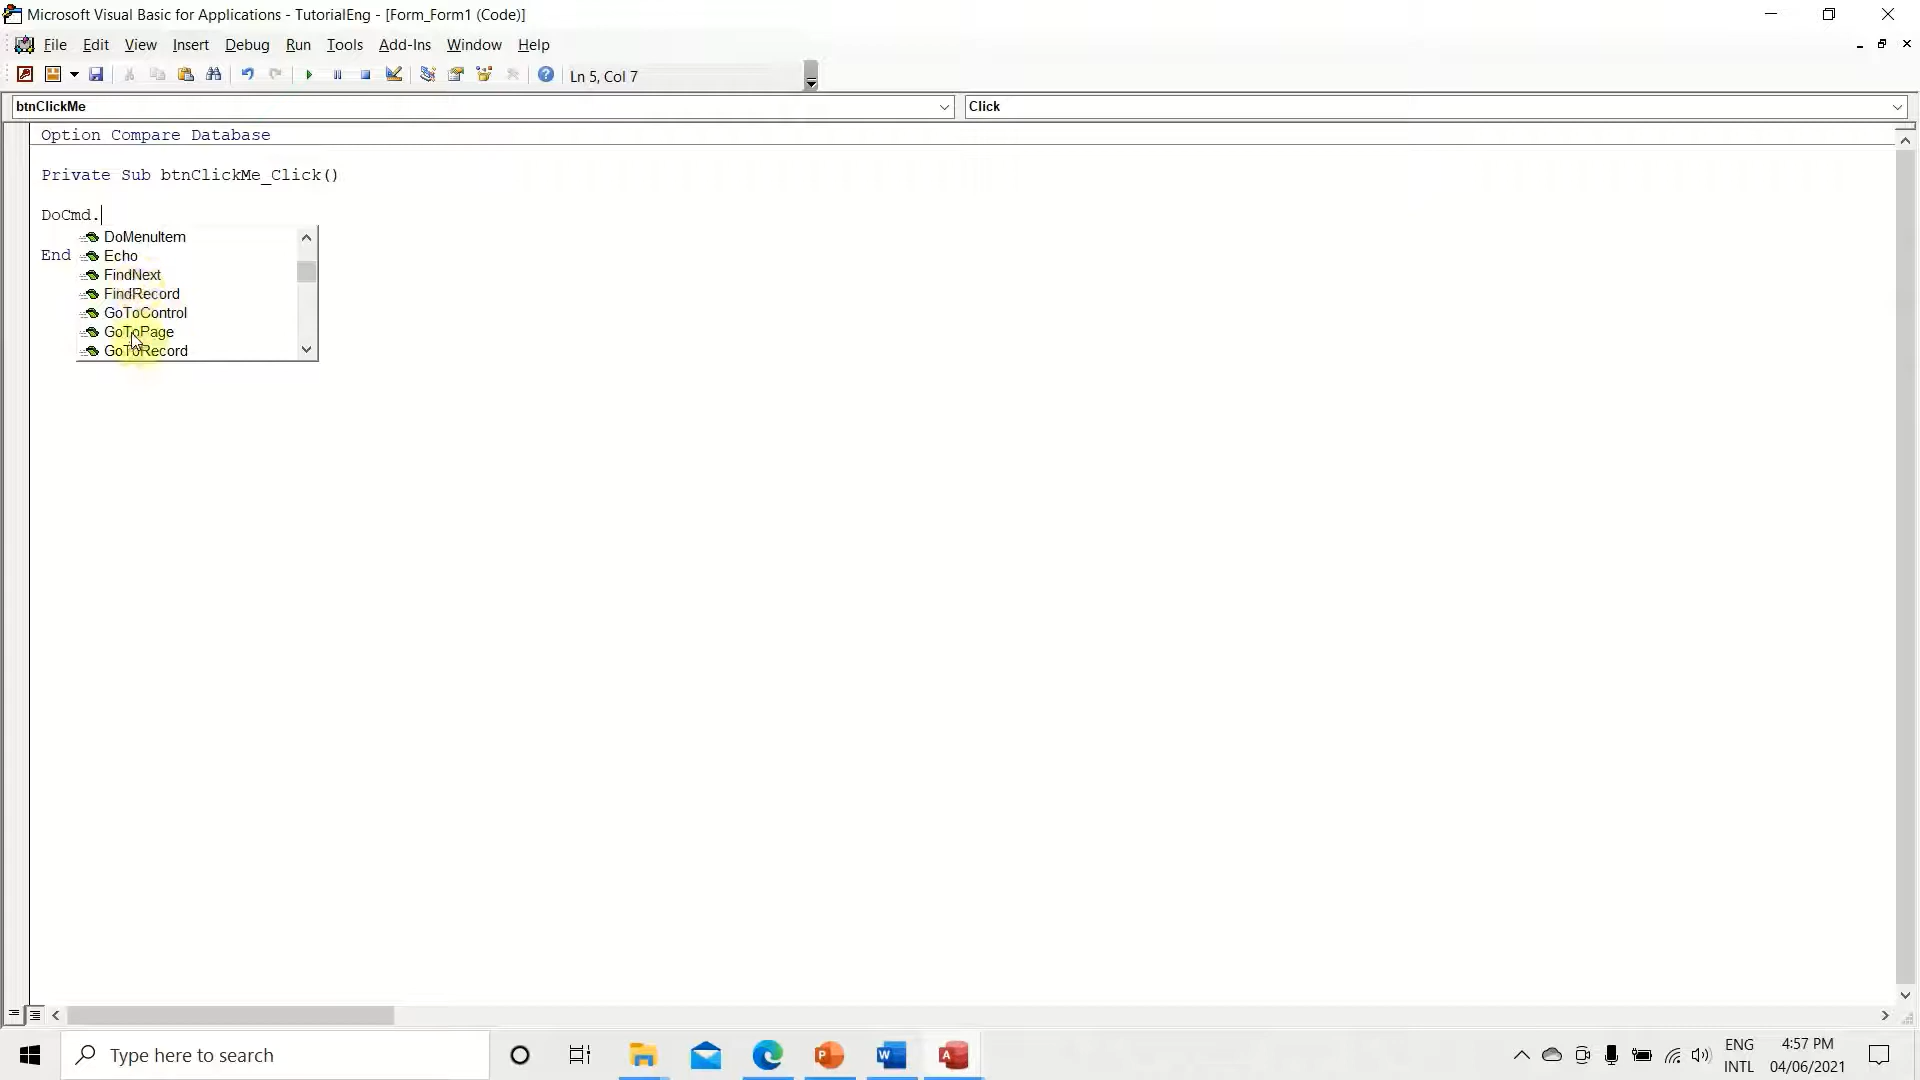 Microsoft Visual Basic for Applications - TutorialEng - [Form_Form1 (Code)]
File Edit View Insert Debug Run Tools Add-Ins Window Help
Ln 5, Col 7
btnClickMe Click
Option Compare Database
Private Sub btnClickMe_Click()
DoCmd.
DoMenuItem
End Echo
FindNext
FindRecord
GoToControl
GoToPage
GoToRecord
Type here to search
P W A
ENG 4:57 PM
INTL 04/06/2021